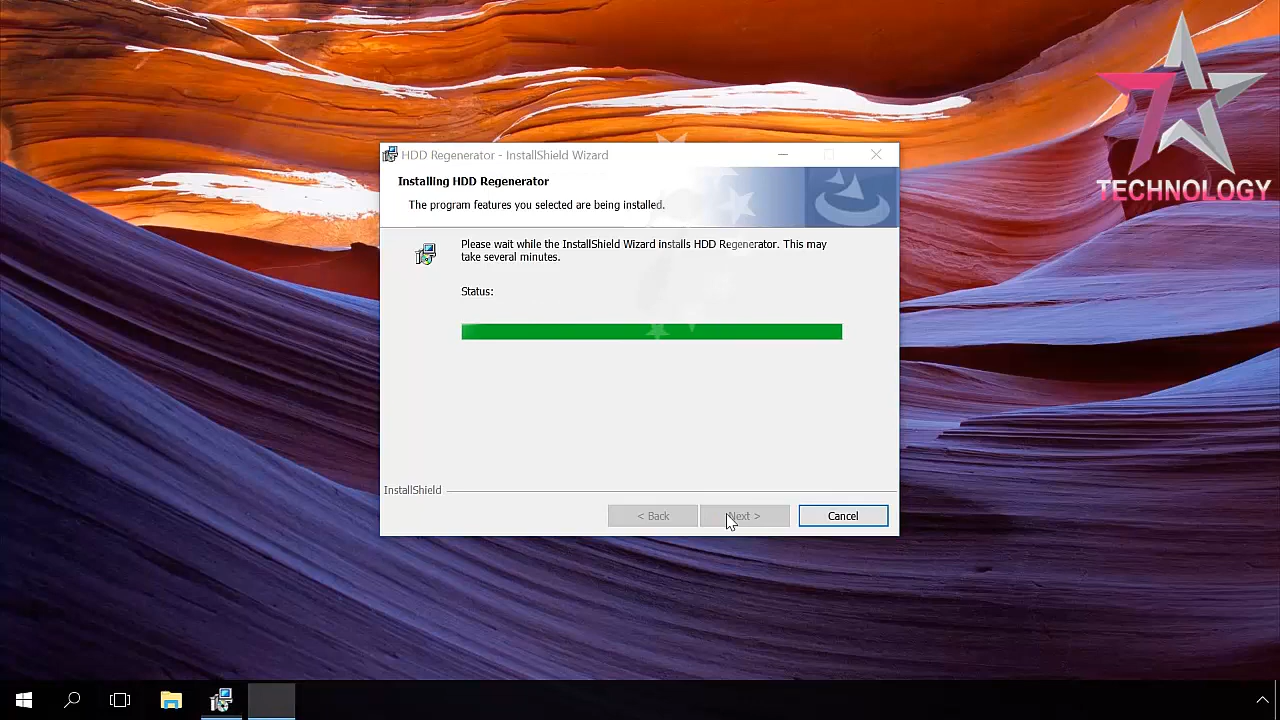 TECHNOLOGY
HDD Regenerator - InstallShield Wizard
Installing HDD Regenerator
The program features you selected are being installed.
Please wait while the InstallShield Wizard installs HDD Regenerator. This may
take several minutes.
Status:
InstallShield
< Back
Next >
Cancel